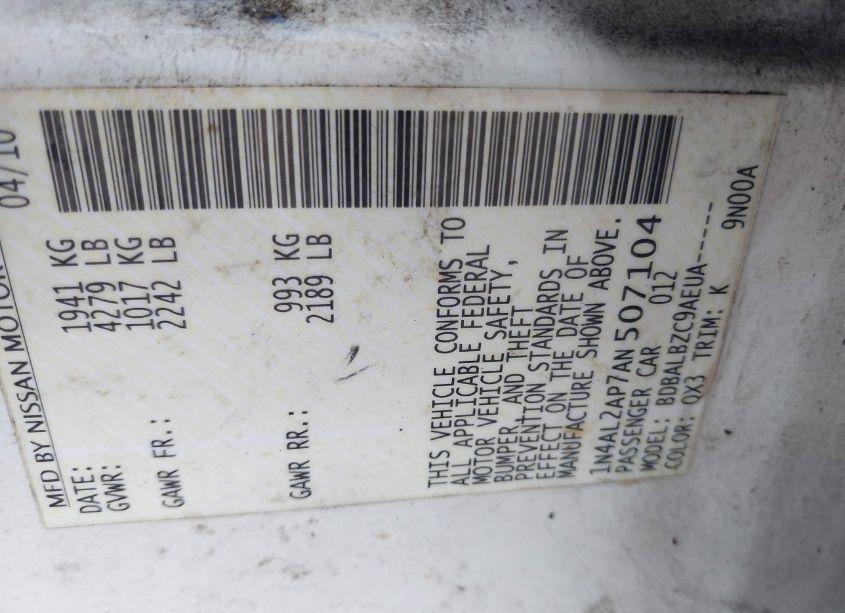 MFD BY NISSAN MOTOR
DATE: 04/10
GVWR: 1941 KG
4279 LB
GAWR FR.: 1017 KG
2242 LB
GAWR RR.: 993 KG
2189 LB
THIS VEHICLE CONFORMS TO
ALL APPLICABLE FEDERAL
MOTOR VEHICLE SAFETY,
BUMPER, AND THEFT
PREVENTION STANDARDS IN
EFFECT ON THE DATE OF
MANUFACTURE SHOWN ABOVE.
1N4AL2AP7AN507104
PASSENGER CAR 012
MODEL: BDBALBZC9AEUA-----
COLOR: QX3 TRIM: K 9N00A